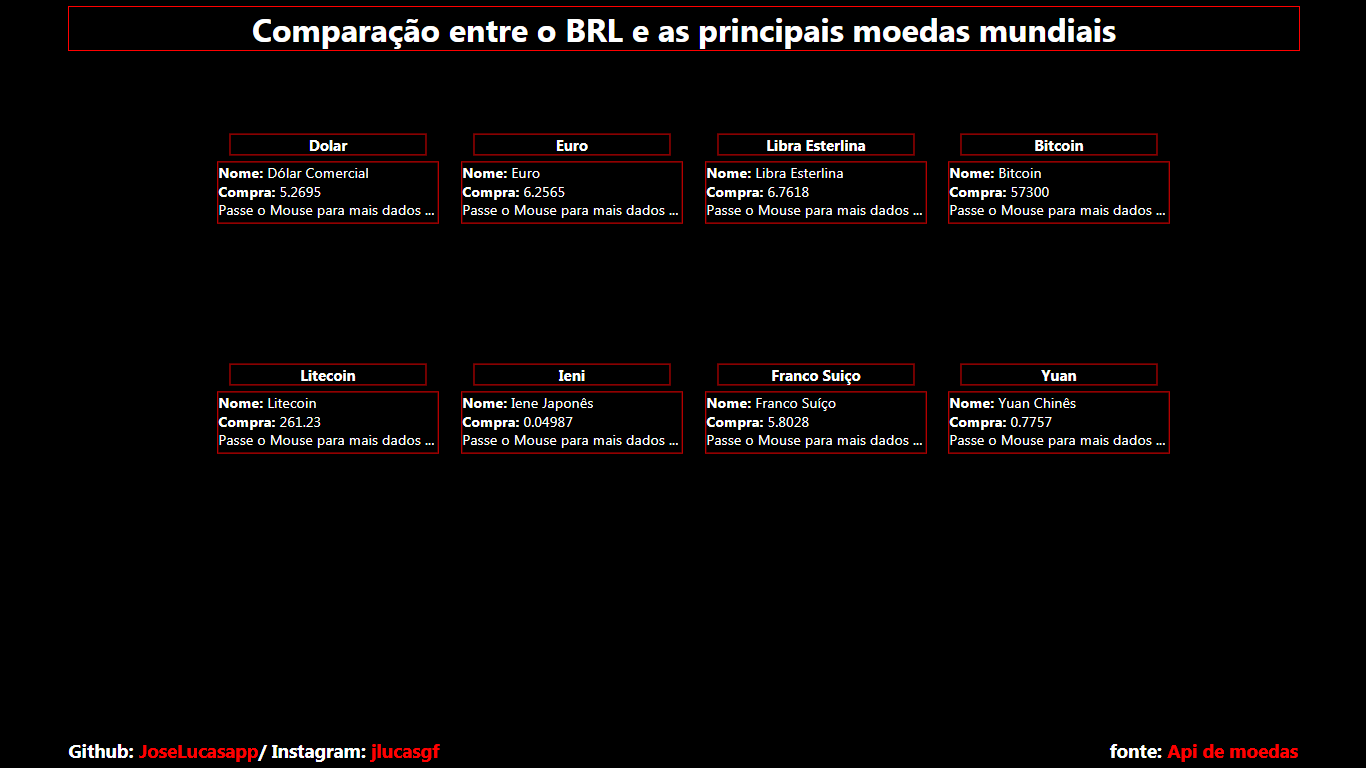 Comparação entre o BRL e as principais moedas mundiais
Dolar
Nome: Dólar Comercial
Compra: 5.2695
Passe o Mouse para mais dados ...
Euro
Nome: Euro
Compra: 6.2565
Passe o Mouse para mais dados ...
Libra Esterlina
Nome: Libra Esterlina
Compra: 6.7618
Passe o Mouse para mais dados ...
Bitcoin
Nome: Bitcoin
Compra: 57300
Passe o Mouse para mais dados ...
Litecoin
Nome: Litecoin
Compra: 261.23
Passe o Mouse para mais dados ...
Ieni
Nome: Iene Japonês
Compra: 0.04987
Passe o Mouse para mais dados ...
Franco Suiço
Nome: Franco Suíço
Compra: 5.8028
Passe o Mouse para mais dados ...
Yuan
Nome: Yuan Chinês
Compra: 0.7757
Passe o Mouse para mais dados ...
Github: JoseLucasapp/ Instagram: jlucasgf
fonte: Api de moedas